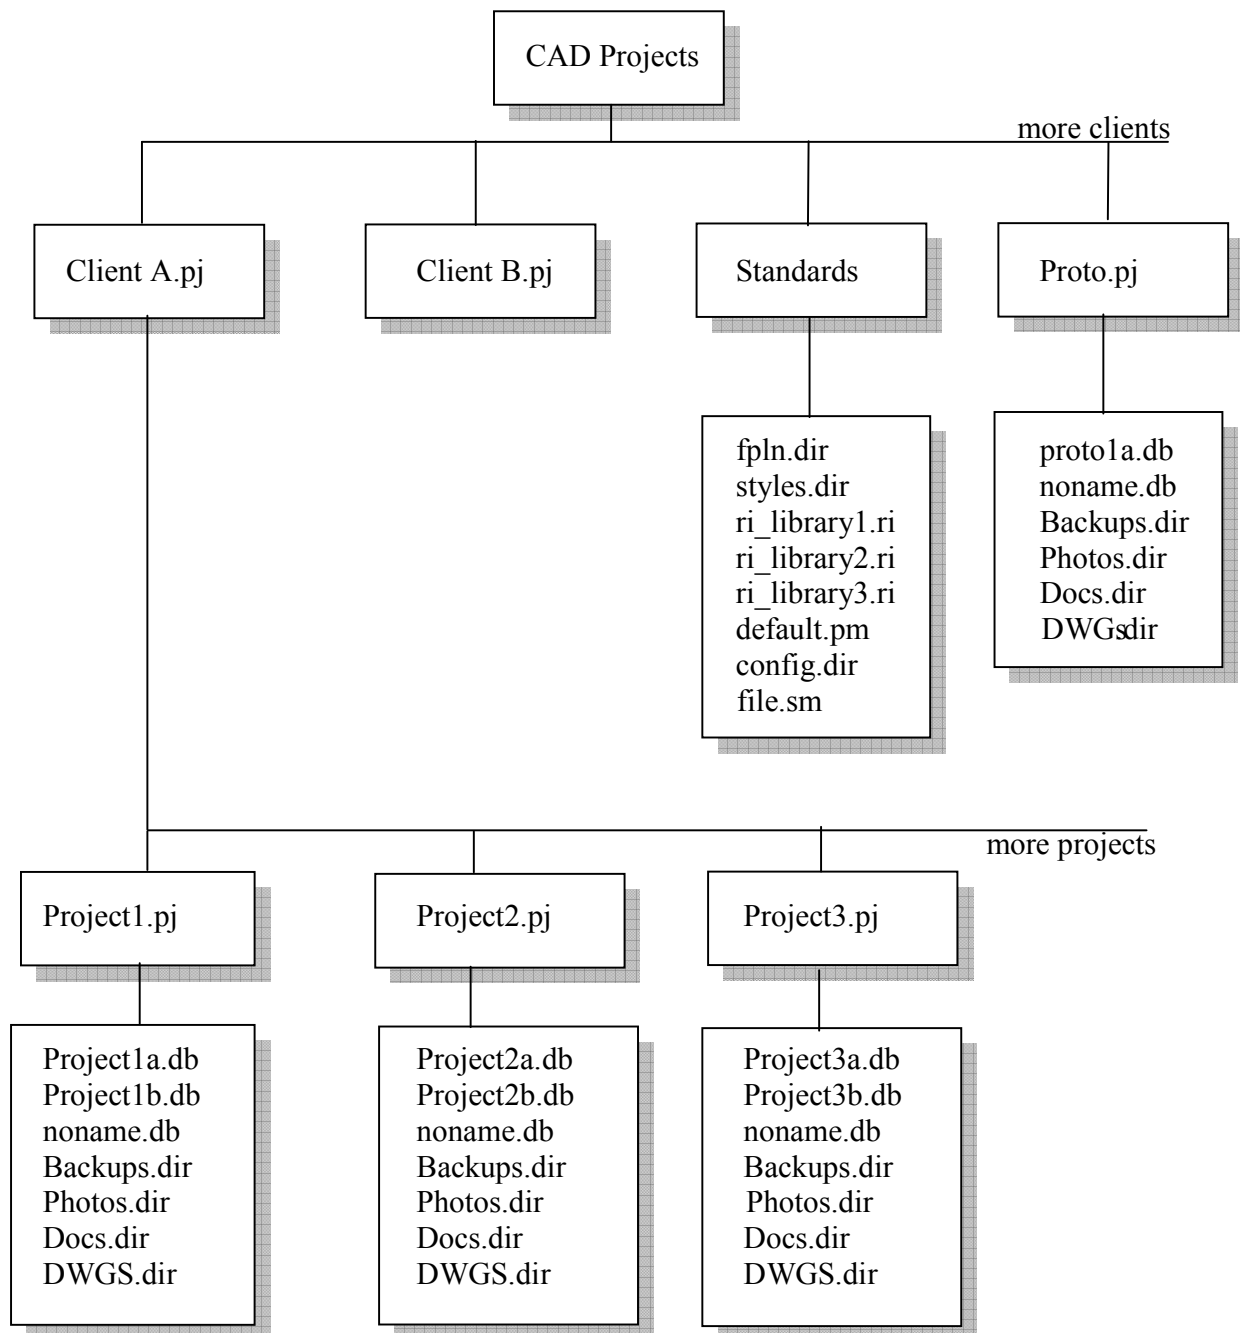 CAD Projects
more clients
Client A.pj
Client B.pj
Standards
Proto.pj
fpln.dir
styles.dir
ri_library1.ri
ri_library2.ri
ri_library3.ri
default.pm
config.dir
file.sm
proto1a.db
noname.db
Backups.dir
Photos.dir
Docs.dir
DWGsdir
more projects
Project1.pj
Project2.pj
Project3.pj
Project1a.db
Project1b.db
noname.db
Backups.dir
Photos.dir
Docs.dir
DWGS.dir
Project2a.db
Project2b.db
noname.db
Backups.dir
Photos.dir
Docs.dir
DWGS.dir
Project3a.db
Project3b.db
noname.db
Backups.dir
Photos.dir
Docs.dir
DWGS.dir